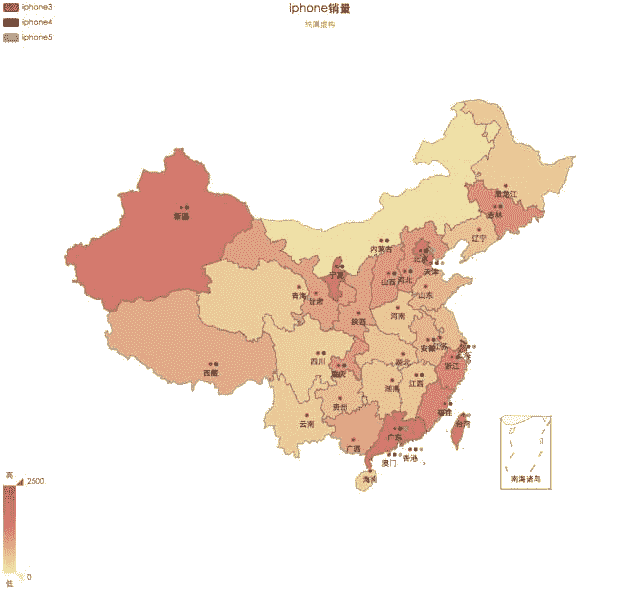 iphone3
iphone销量
iphone4
纯属虚构
iphone5
黑龙江
新疆
吉林
辽宁
内蒙古
北京
宁夏
天津
山西
河北
青海
甘肃
山东
河南
陕西
安徽
江苏
四川
湖北
浙江
重庆
西藏
江西
湖南
贵州
福建
云南
台湾
广东
广西
香港
澳门
海南
南海诸岛
高
2500
0
低